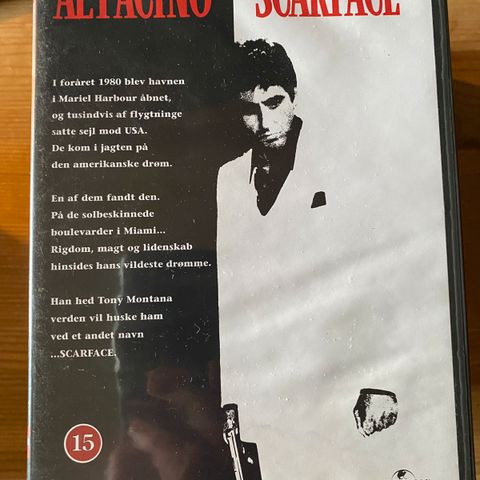 AL PACINO SCARFACE
I foråret 1980 blev havnen
i Mariel Harbour åbnet,
og tusindvis af flygtninge
satte sejl mod USA.
De kom i jagten på
den amerikanske drøm.
En af dem fandt den.
På de solbeskinnede
boulevarder i Miami...
Rigdom, magt og lidenskab
hinsides hans vildeste drømme.
Han hed Tony Montana
verden vil huske ham
ved et andet navn
...SCARFACE.
15